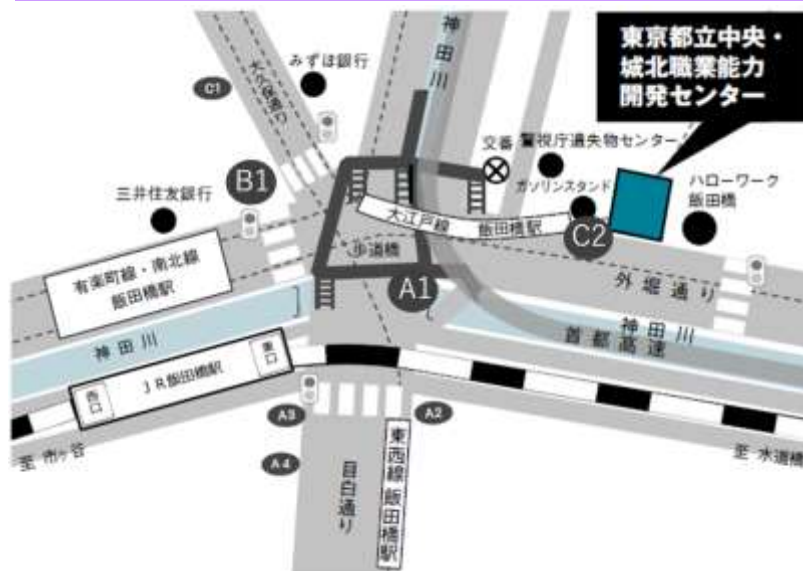 東京都立中央・
城北職業能力
開発センター
みずほ銀行
神田川
C1
大久保通り
交番
警視庁遺失物センター
B1
三井住友銀行
ガソリンスタンド
ハローワーク
飯田橋
大江戸線 飯田橋駅
C2
有楽町線・南北線
飯田橋駅
歩道橋
A1
外堀通り
神田川
首都高速
神田川
東口
JR飯田橋駅
西口
A3
A2
至 市ヶ谷
A4
至 水道橋
目白通り
東西線 飯田橋駅